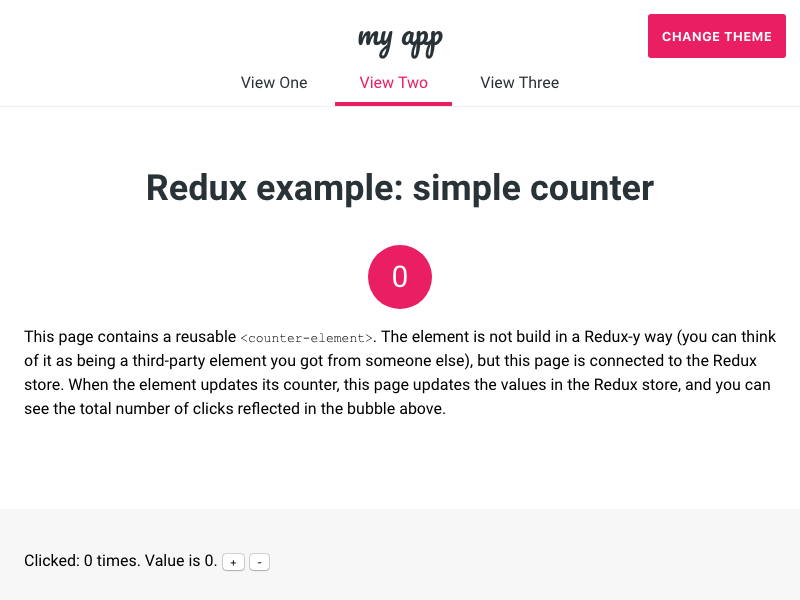 my app
CHANGE THEME
View One View Two View Three
Redux example: simple counter
0
This page contains a reusable <counter-element>. The element is not build in a Redux-y way (you can think
of it as being a third-party element you got from someone else), but this page is connected to the Redux
store. When the element updates its counter, this page updates the values in the Redux store, and you can
see the total number of clicks reflected in the bubble above.
Clicked: 0 times. Value is 0. + -